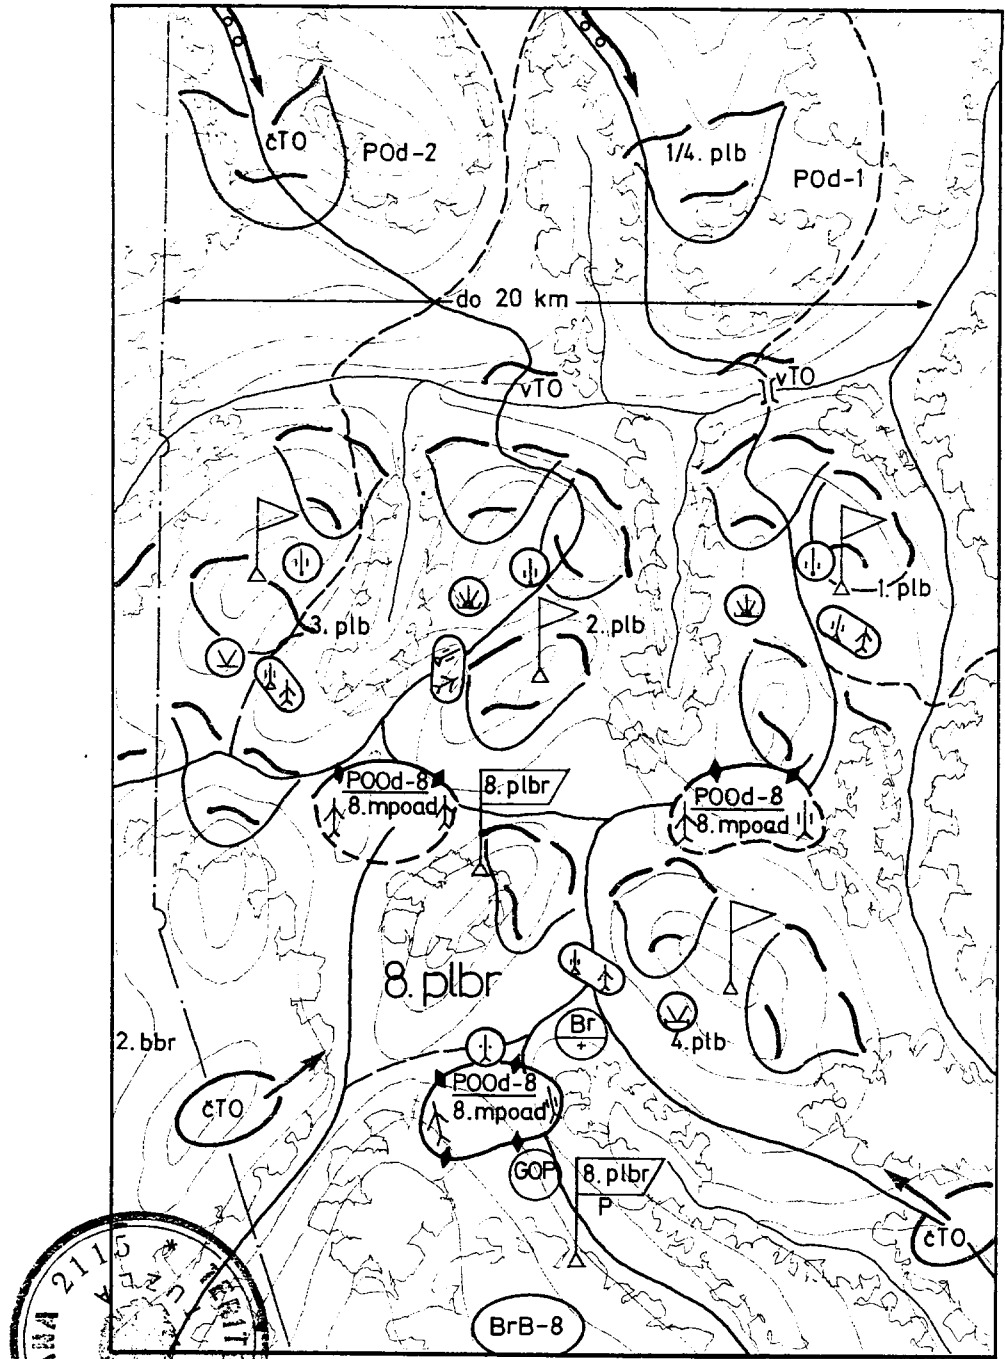 čTO
POd-2
1/4. plb
POd-1
do 20 km
vTO
vTO
1. plb
3. plb
2. plb
POOd-8
8. mpoad
8. plbr
POOd-8
8. mpoad
8. plbr
Br
+
4. plb
2. bbr
POOd-8
8. mpoad
čTO
GOP
8. plbr
P
čTO
BrB-8
2115 *